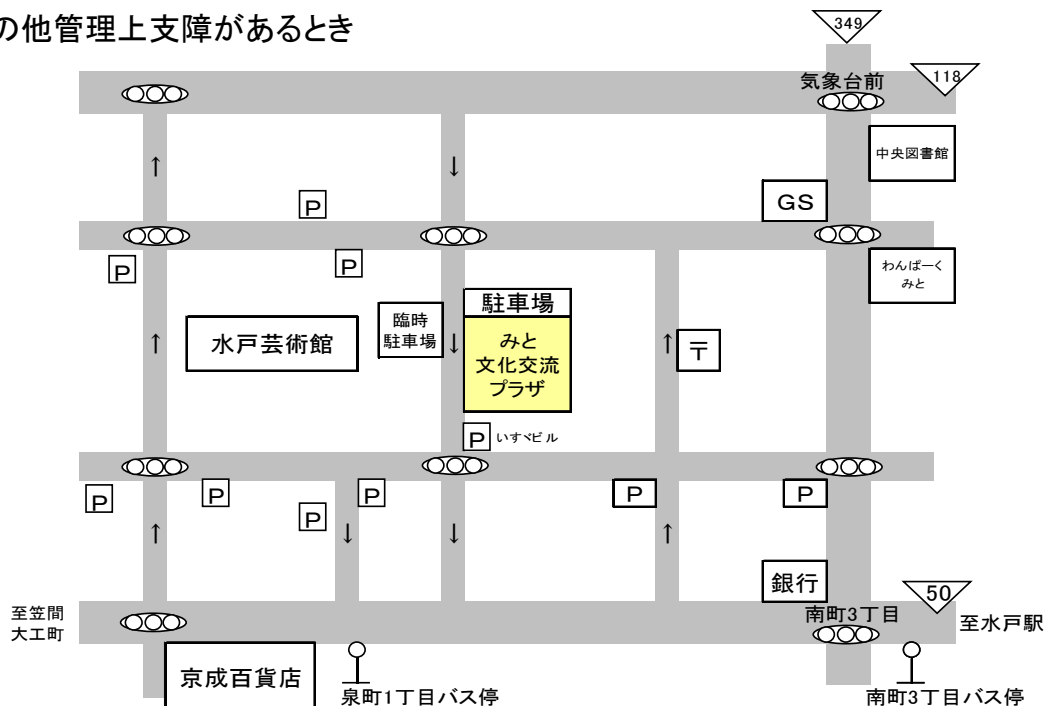 の他管理上支障があるとき
349
118
気象台前
中央図書館
P
GS
P
P
わんぱーく
みと
駐車場
臨時
駐車場
水戸芸術館
みと
文化交流
プラザ
〒
P
いすゞビル
P
P
P
P
P
P
銀行
50
南町3丁目
至笠間
大工町
至水戸駅
京成百貨店
泉町1丁目バス停
南町3丁目バス停